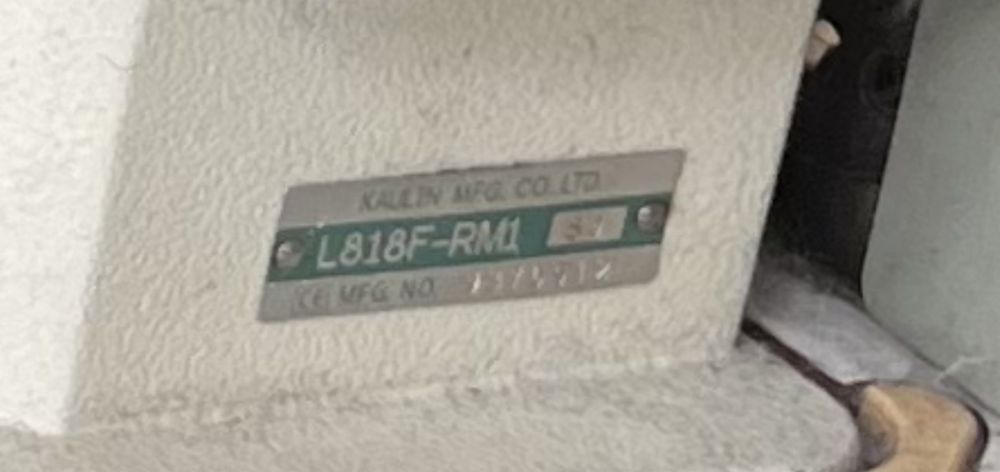 KAULIN MFG. CO. LTD.
L818F-RM1
CE MFG. NO.